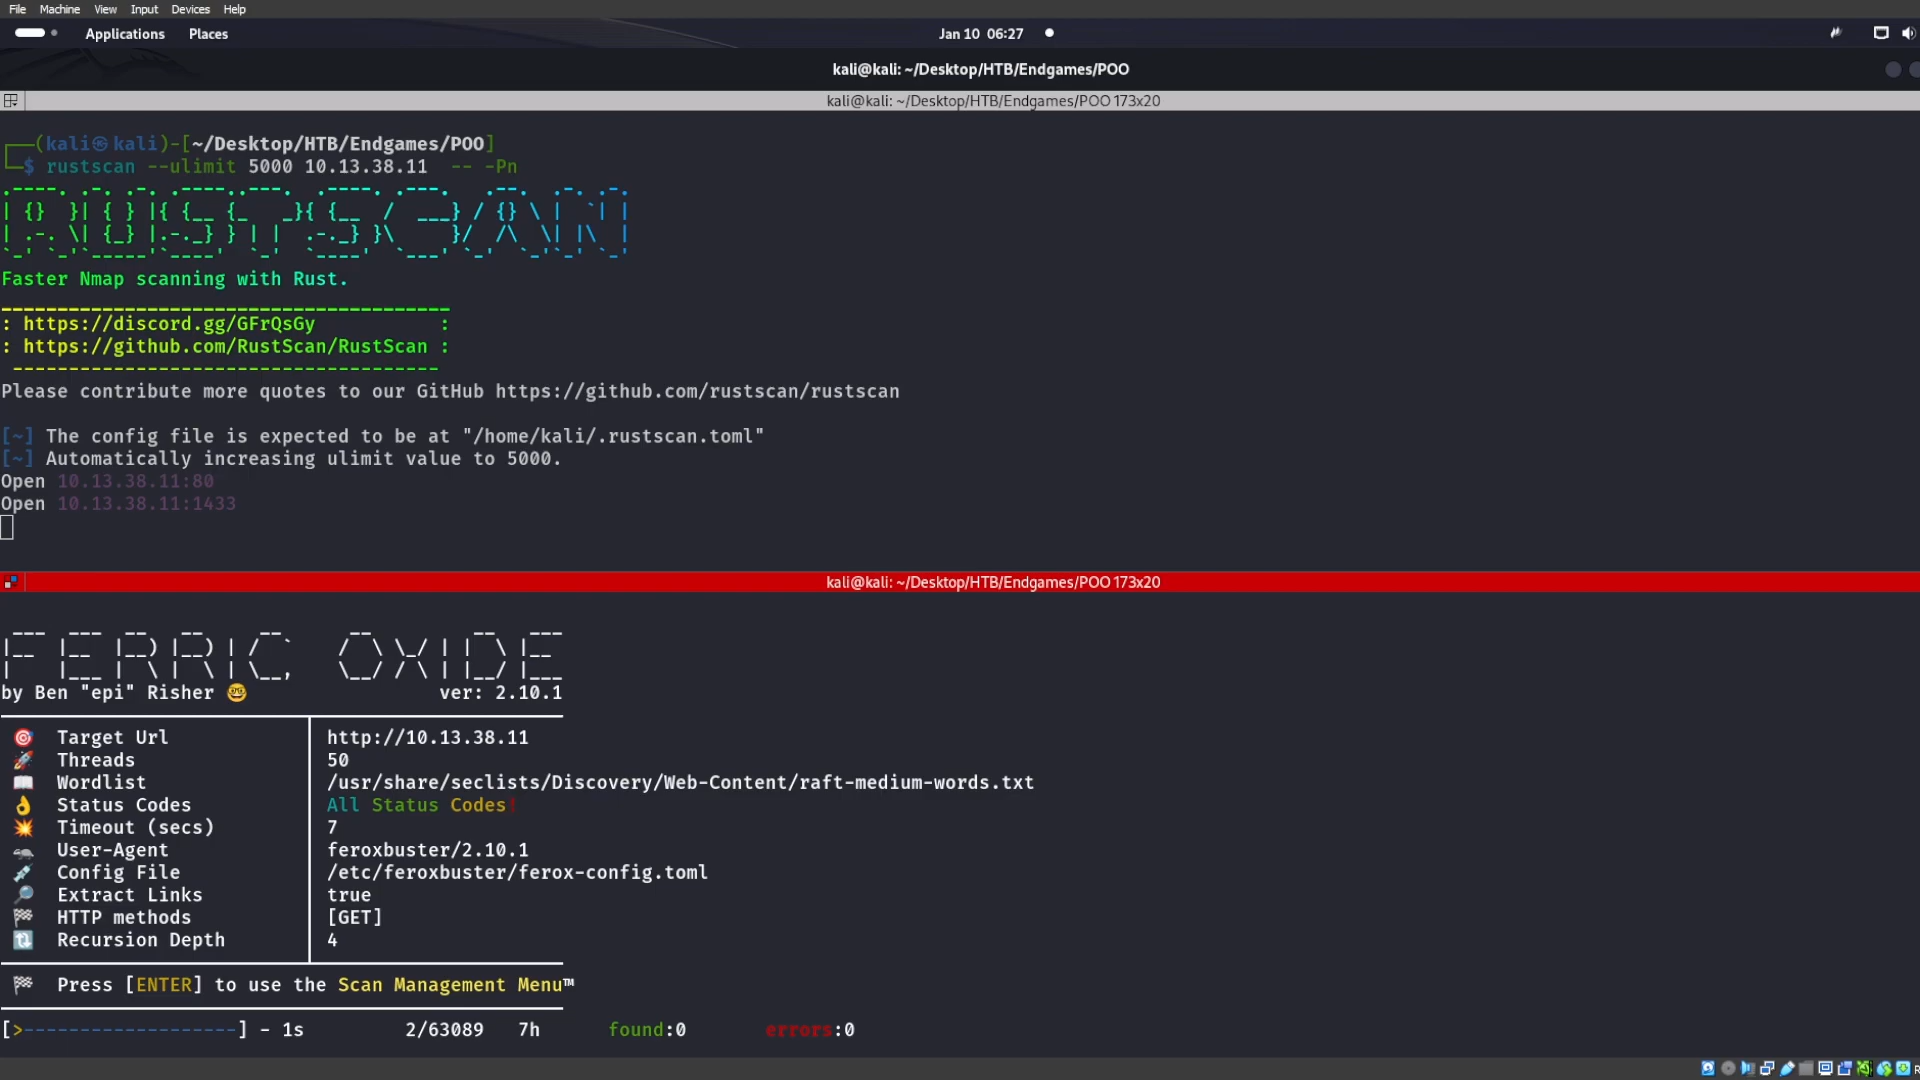 File Machine View Input Devices Help
Applications Places Jan 10 06:27
kali@kali: ~/Desktop/HTB/Endgames/POO
kali@kali: ~/Desktop/HTB/Endgames/POO 173x20
┌──(kali㉿kali)-[~/Desktop/HTB/Endgames/POO]
└─$ rustscan --ulimit 5000 10.13.38.11  -- -Pn
RUSTSCAN
Faster Nmap scanning with Rust.
________________________________________
: https://discord.gg/GFrQsGy           :
: https://github.com/RustScan/RustScan :
 --------------------------------------
Please contribute more quotes to our GitHub https://github.com/rustscan/rustscan
[~] The config file is expected to be at "/home/kali/.rustscan.toml"
[~] Automatically increasing ulimit value to 5000.
Open 10.13.38.11:80
Open 10.13.38.11:1433
kali@kali: ~/Desktop/HTB/Endgames/POO 173x20
FERRIC OXIDE
by Ben "epi" Risher 🤓 ver: 2.10.1
🎯 Target Url │ http://10.13.38.11
🚀 Threads │ 50
📖 Wordlist │ /usr/share/seclists/Discovery/Web-Content/raft-medium-words.txt
👌 Status Codes │ All Status Codes!
💥 Timeout (secs) │ 7
🦡 User-Agent │ feroxbuster/2.10.1
💉 Config File │ /etc/feroxbuster/ferox-config.toml
🔎 Extract Links │ true
🏁 HTTP methods │ [GET]
🔃 Recursion Depth │ 4
🏁 Press [ENTER] to use the Scan Management Menu™
[>-------------------] - 1s 2/63089 7h found:0 errors:0